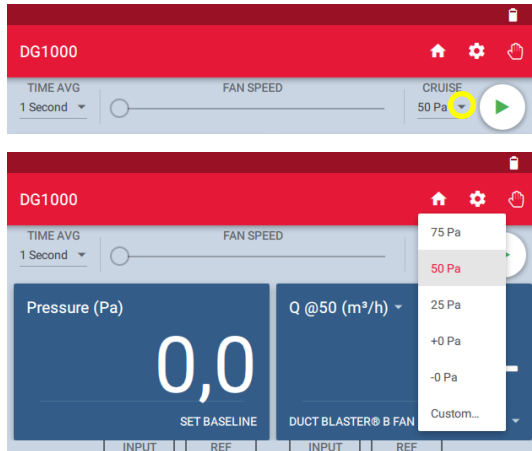 DG1000
TIME AVG FAN SPEED CRUISE
1 Second 50 Pa
DG1000
TIME AVG FAN SPEED
1 Second
75 Pa
50 Pa
25 Pa
+0 Pa
-0 Pa
Custom...
Pressure (Pa)
0,0
SET BASELINE
Q @50 (m³/h)
DUCT BLASTER® B FAN
INPUT REF INPUT REF